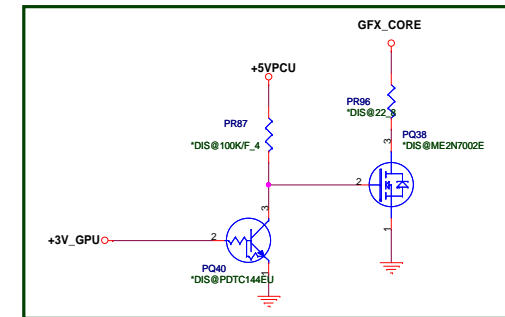 GFX_CORE
+5VPCU
PR87
*DIS@100K/F_4
PR96
*DIS@22_8
PQ38
*DIS@ME2N7002E
3
2
1
+3V_GPU
2
3
1
PQ40
*DIS@PDTC144EU